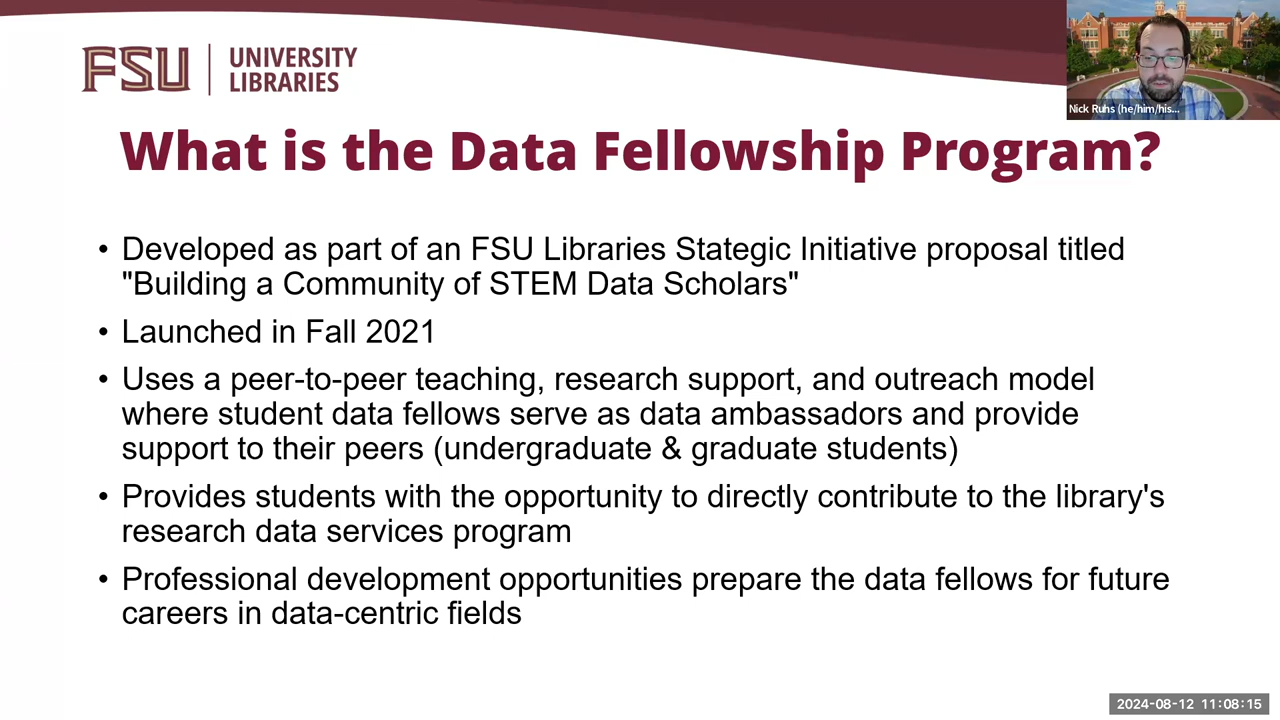 FSU
UNIVERSITY
LIBRARIES
Nick Ruhs (he/him/his...
What is the Data Fellowship Program?
• Developed as part of an FSU Libraries Stategic Initiative proposal titled
"Building a Community of STEM Data Scholars"
• Launched in Fall 2021
• Uses a peer-to-peer teaching, research support, and outreach model
where student data fellows serve as data ambassadors and provide
support to their peers (undergraduate & graduate students)
• Provides students with the opportunity to directly contribute to the library's
research data services program
• Professional development opportunities prepare the data fellows for future
careers in data-centric fields
2024-08-12 11:08:15